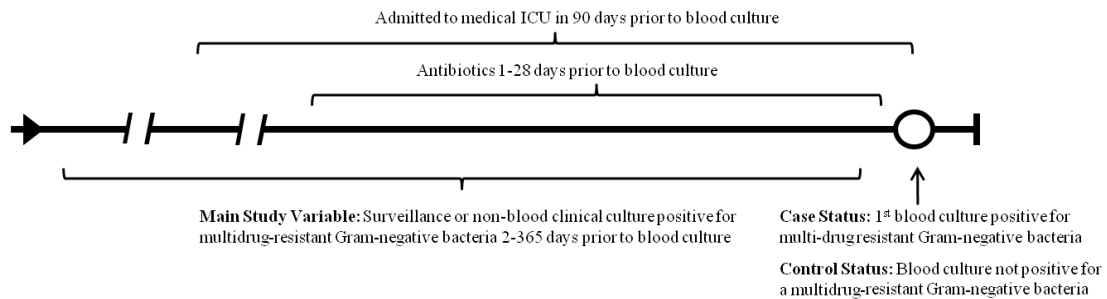 Admitted to medical ICU in 90 days prior to blood culture
Antibiotics 1-28 days prior to blood culture
Main Study Variable: Surveillance or non-blood clinical culture positive for
multidrug-resistant Gram-negative bacteria 2-365 days prior to blood culture
Case Status: 1st blood culture positive for
multi-drug resistant Gram-negative bacteria
Control Status: Blood culture not positive for
a multidrug-resistant Gram-negative bacteria